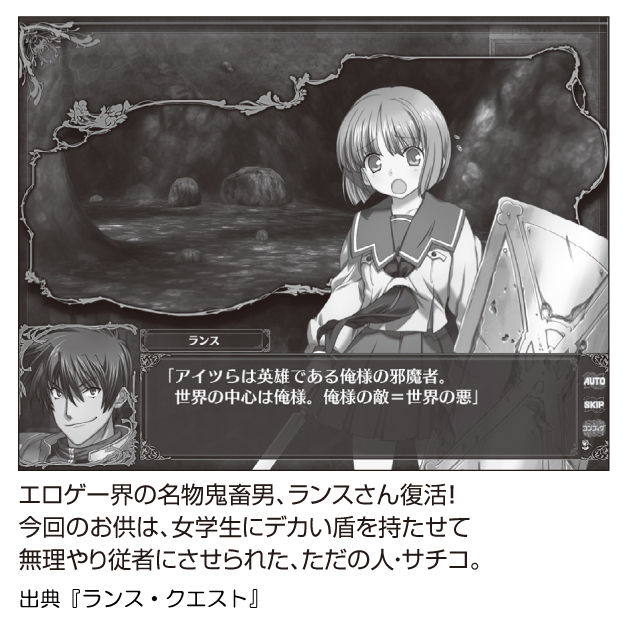 ランス
「アイツらは英雄である俺様の邪魔者。
世界の中心は俺様。俺様の敵＝世界の悪」
AUTO
SKIP
コンフィグ
エロゲー界の名物鬼畜男、ランスさん復活!
今回のお供は、女学生にデカい盾を持たせて
無理やり従者にさせられた、ただの人・サチコ。
出典『ランス・クエスト』